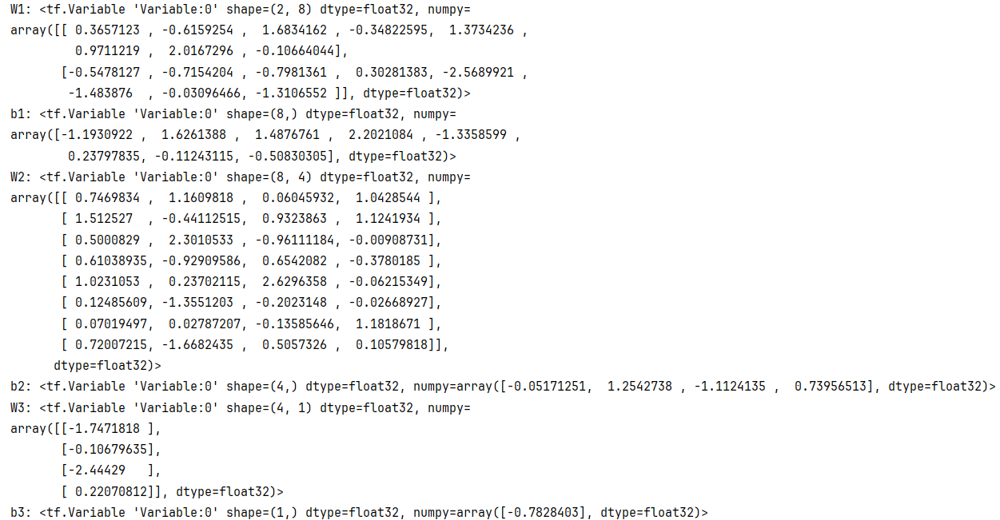 W1: <tf.Variable 'Variable:0' shape=(2, 8) dtype=float32, numpy=
array([[ 0.3657123 , -0.6159254 ,  1.6834162 , -0.34822595,  1.3734236 ,
         0.9711219 ,  2.0167296 , -0.10664044],
       [-0.5478127 , -0.7154204 , -0.7981361 ,  0.30281383, -2.5689921 ,
        -1.483876  , -0.03096466, -1.3106552 ]], dtype=float32)>
b1: <tf.Variable 'Variable:0' shape=(8,) dtype=float32, numpy=
array([-1.1930922 ,  1.6261388 ,  1.4876761 ,  2.2021084 , -1.3358599 ,
        0.23797835, -0.11243115, -0.50830305], dtype=float32)>
W2: <tf.Variable 'Variable:0' shape=(8, 4) dtype=float32, numpy=
array([[ 0.7469834 ,  1.1609818 ,  0.06045932,  1.0428544 ],
       [ 1.512527  , -0.44112515,  0.9323863 ,  1.1241934 ],
       [ 0.5000829 ,  2.3010533 , -0.96111184, -0.00908731],
       [ 0.61038935, -0.92909586,  0.6542082 , -0.3780185 ],
       [ 1.0231053 ,  0.23702115,  2.6296358 , -0.06215349],
       [ 0.12485609, -1.3551203 , -0.2023148 , -0.02668927],
       [ 0.07019497,  0.02787207, -0.13585646,  1.1818671 ],
       [ 0.72007215, -1.6682435 ,  0.5057326 ,  0.10579818]],
      dtype=float32)>
b2: <tf.Variable 'Variable:0' shape=(4,) dtype=float32, numpy=array([-0.05171251,  1.2542738 , -1.1124135 ,  0.73956513], dtype=float32)>
W3: <tf.Variable 'Variable:0' shape=(4, 1) dtype=float32, numpy=
array([[-1.7471818 ],
       [-0.10679635],
       [-2.44429   ],
       [ 0.22070812]], dtype=float32)>
b3: <tf.Variable 'Variable:0' shape=(1,) dtype=float32, numpy=array([-0.7828403], dtype=float32)>